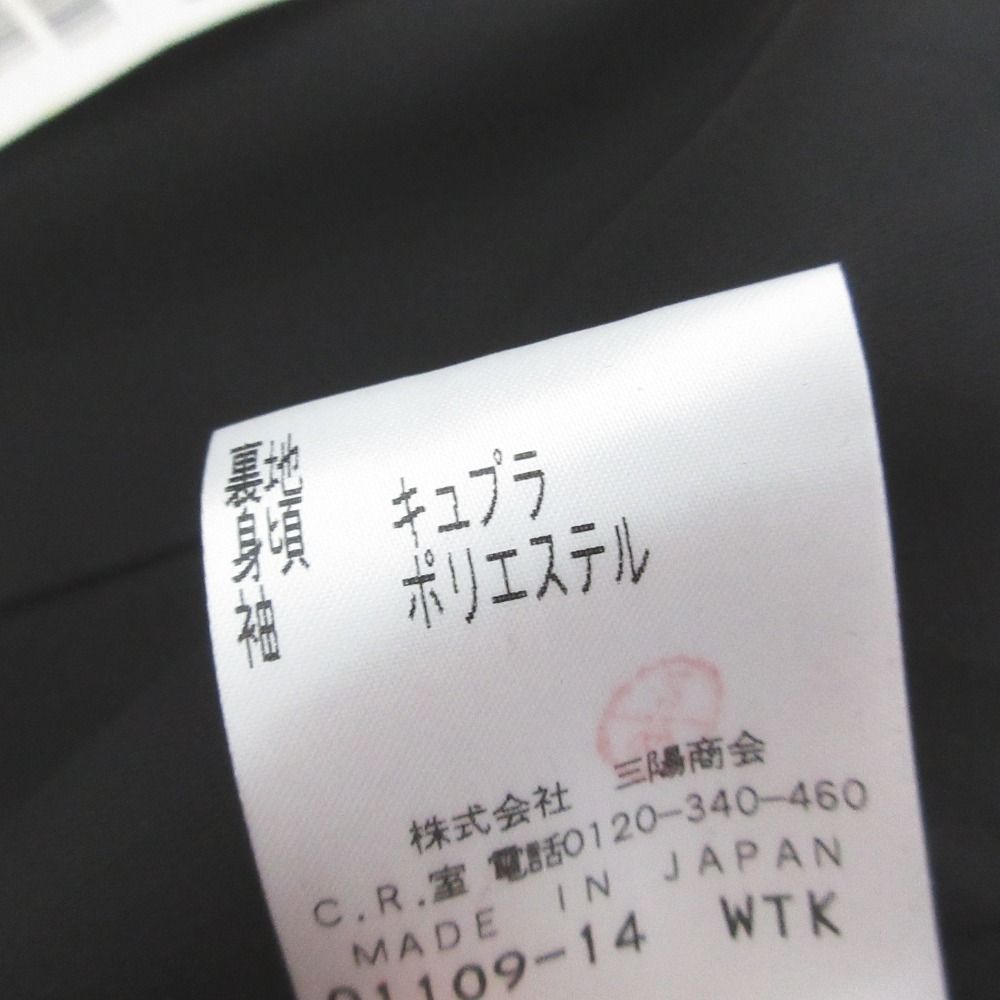 裏地
身頃 キュプラ
袖 ポリエステル
株式会社 三陽商会
C.R.室 電話0120-340-460
MADE IN JAPAN
01109-14 WTK